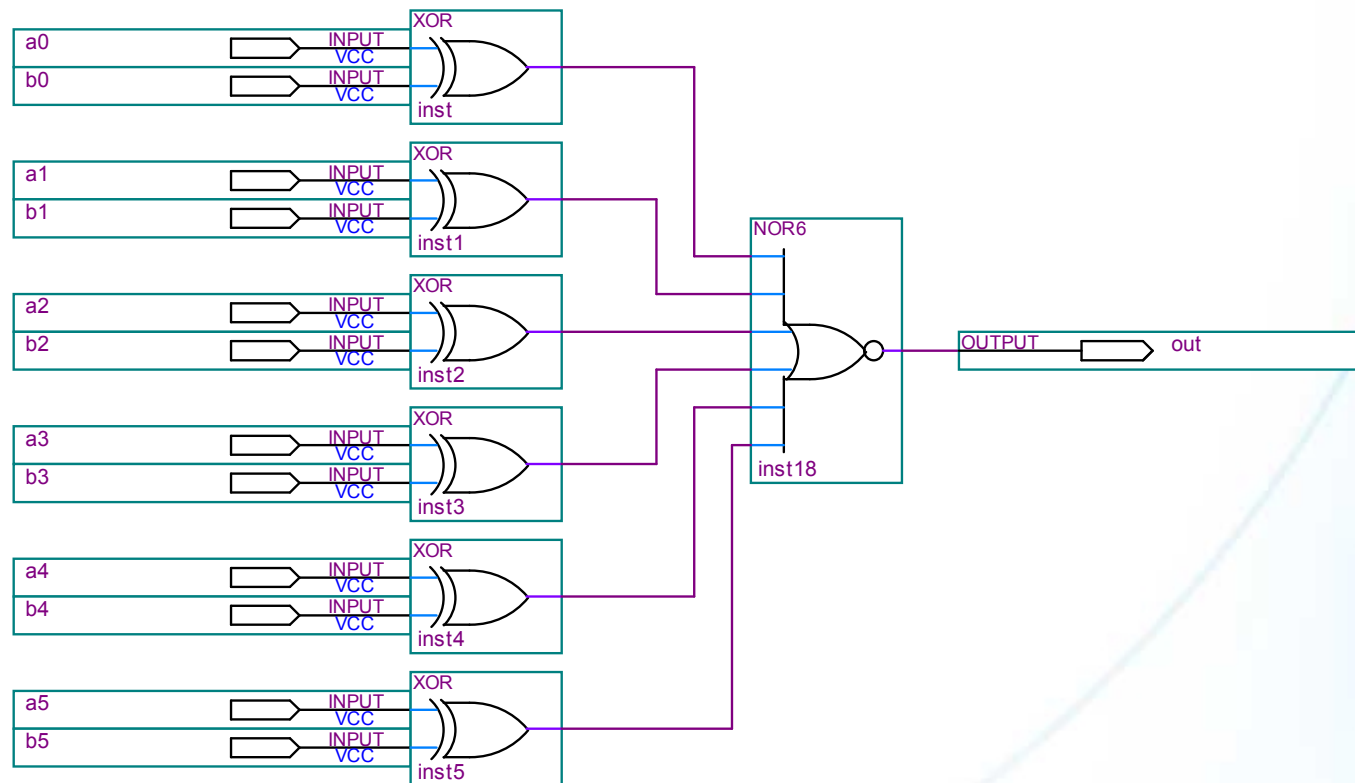 XOR
a0 INPUT
VCC
b0 INPUT
VCC
inst
XOR
a1 INPUT
VCC
b1 INPUT
VCC
inst1
NOR6
XOR
a2 INPUT
VCC
b2 INPUT
VCC
inst2
OUTPUT out
XOR
a3 INPUT
VCC
b3 INPUT
VCC
inst3
inst18
XOR
a4 INPUT
VCC
b4 INPUT
VCC
inst4
XOR
a5 INPUT
VCC
b5 INPUT
VCC
inst5